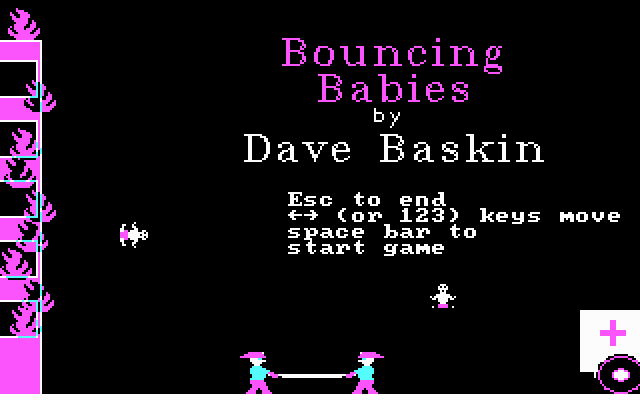 Bouncing
Babies
by
Dave Baskin
Esc to end
←→ (or 123) keys move
space bar to
start game